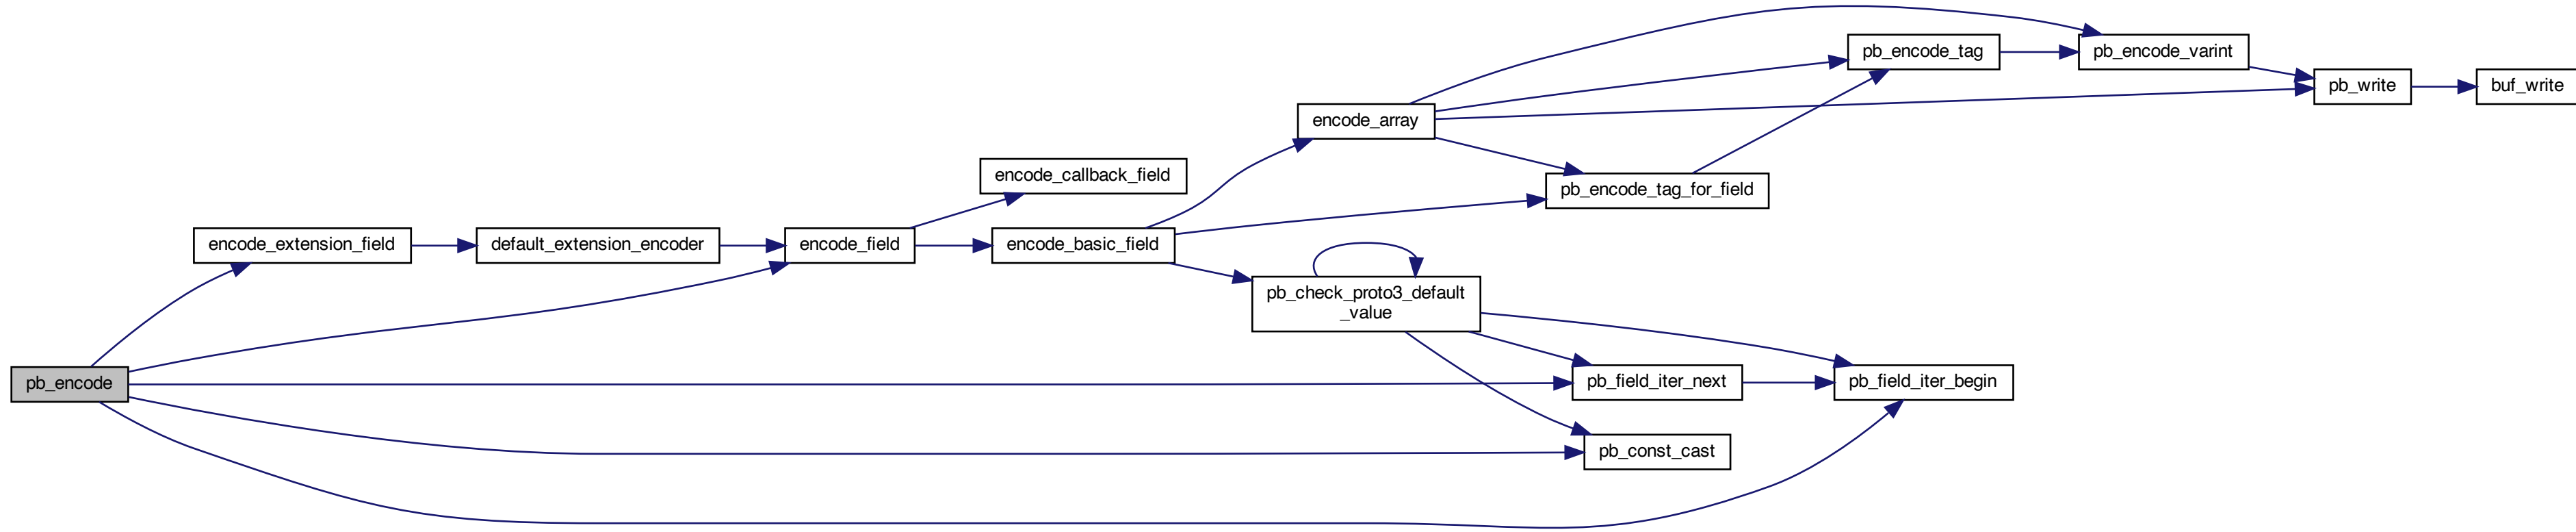 pb_encode
encode_extension_field
default_extension_encoder
encode_field
encode_callback_field
encode_basic_field
encode_array
pb_check_proto3_default
_value
pb_encode_tag_for_field
pb_field_iter_next
pb_const_cast
pb_encode_tag
pb_field_iter_begin
pb_encode_varint
pb_write
buf_write